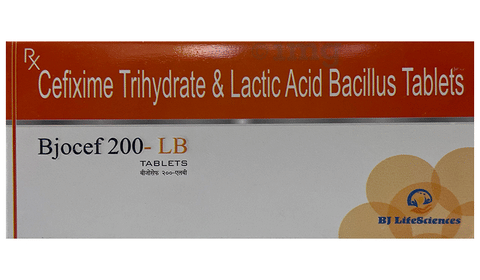 Rx
Cefixime Trihydrate & Lactic Acid Bacillus Tablets
Bjocef 200- LB
TABLETS
बीजोसेफ २००-एलबी
BJ LifeSciences